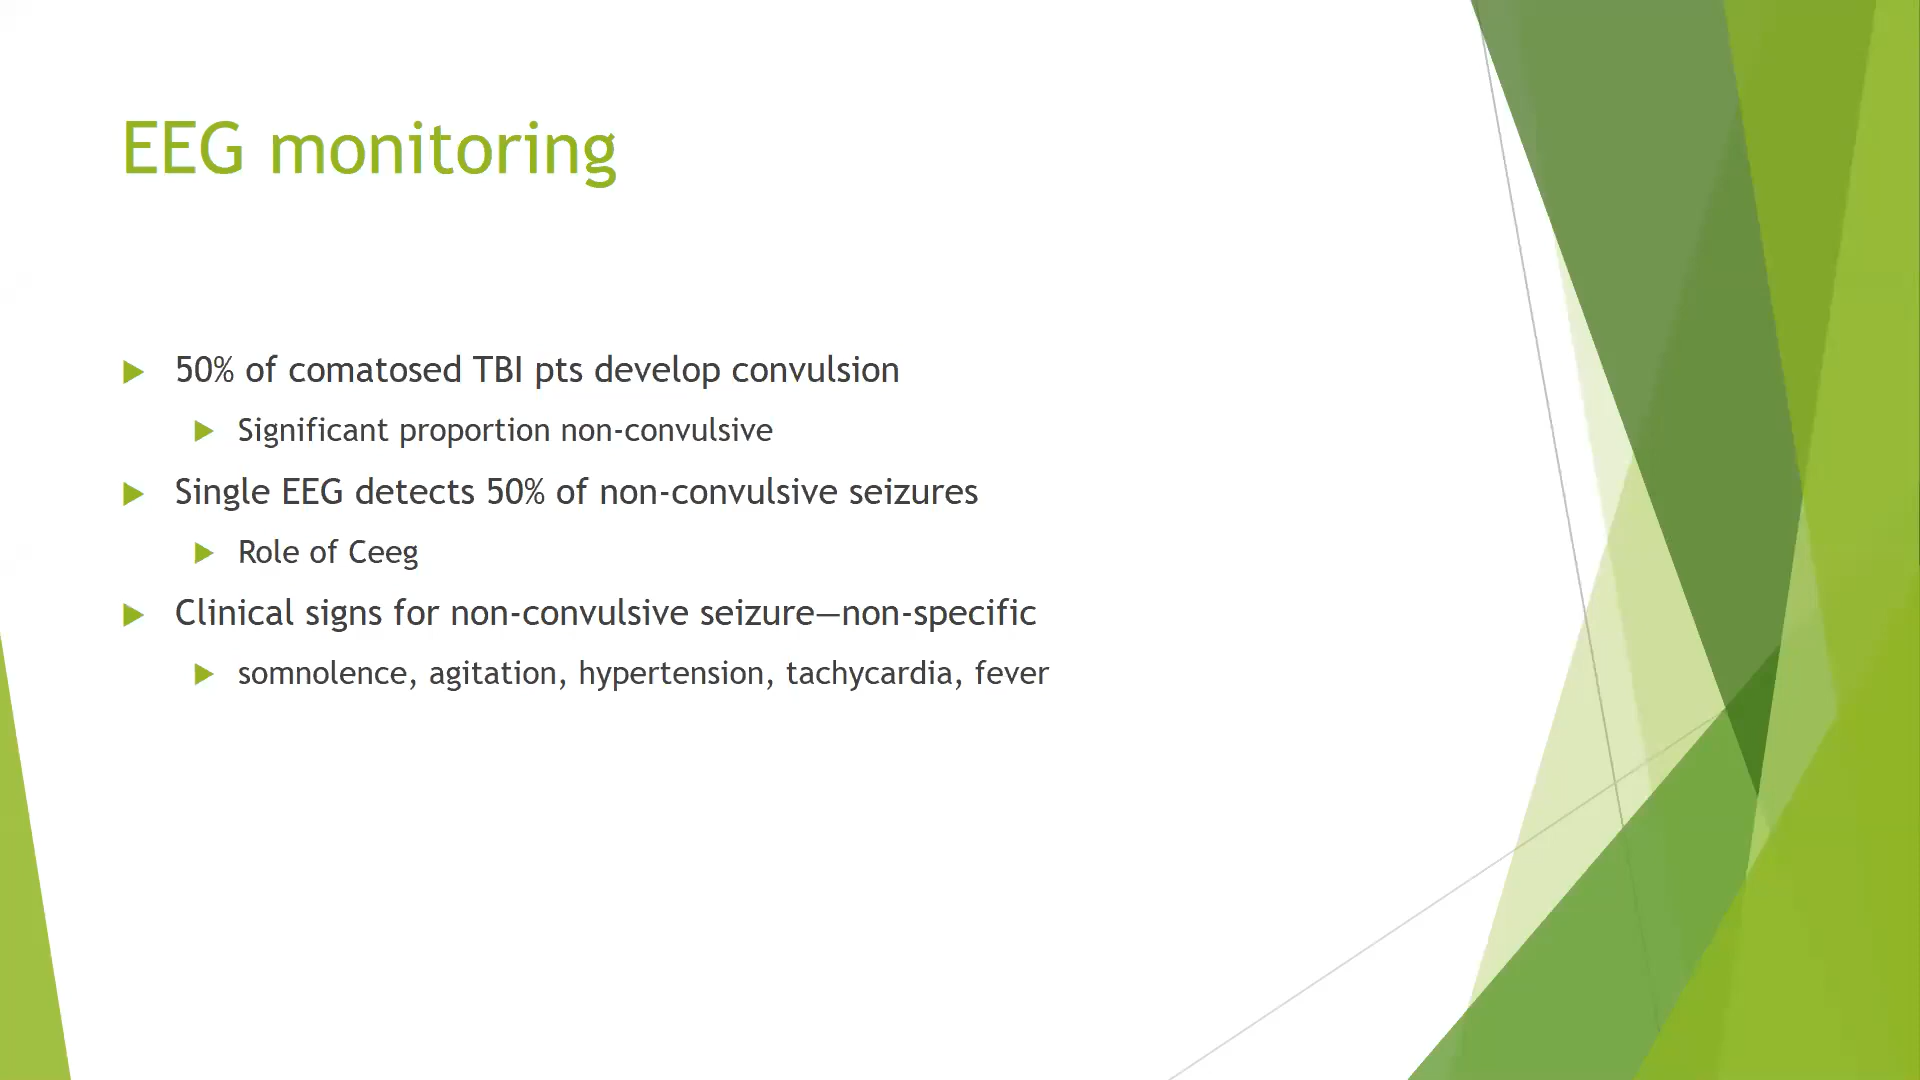 EEG monitoring
50% of comatosed TBI pts develop convulsion
Significant proportion non-convulsive
Single EEG detects 50% of non-convulsive seizures
Role of Ceeg
Clinical signs for non-convulsive seizure—non-specific
somnolence, agitation, hypertension, tachycardia, fever